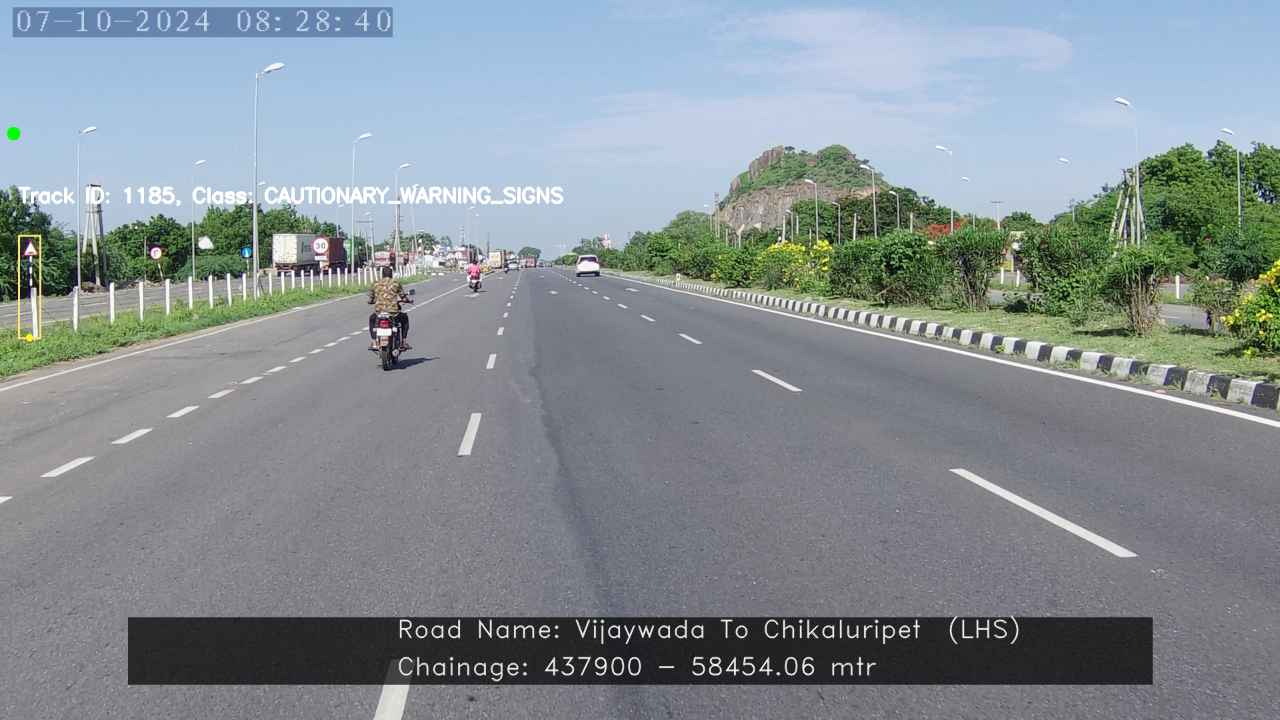 07-10-2024 08:28:40
Track ID: 1185, Class: CAUTIONARY_WARNING_SIGNS
30
Road Name: Vijaywada To Chikaluripet (LHS)
Chainage: 437900 - 58454.06 mtr